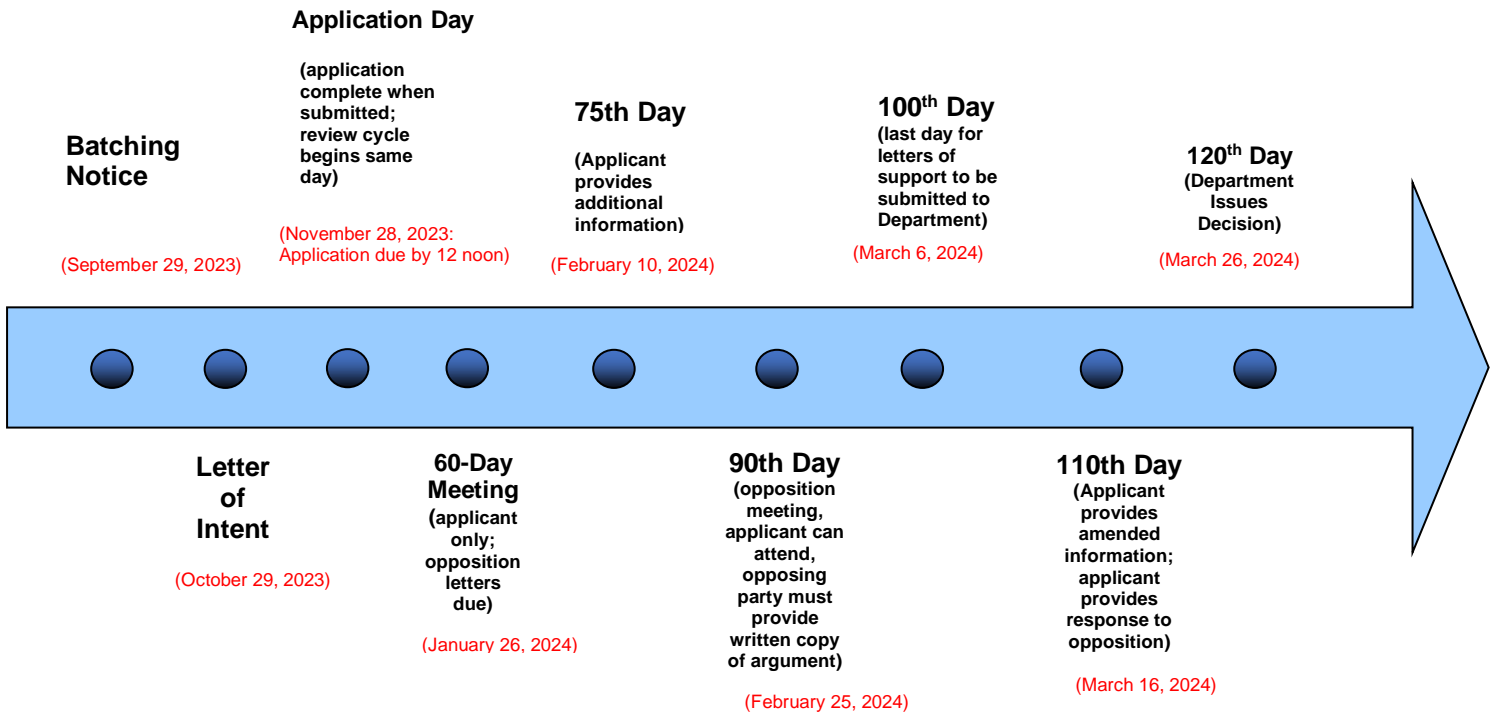 Batching
Notice
(September 29, 2023)
Letter
of
Intent
(October 29, 2023)
Application Day
(application
complete when
submitted;
review cycle
begins same
day)
(November 28, 2023:
Application due by 12 noon)
60-Day
Meeting
(applicant
only;
opposition
letters
due)
(January 26, 2024)
75th Day
(Applicant
provides
additional
information)
(February 10, 2024)
90th Day
(opposition
meeting,
applicant can
attend,
opposing
party must
provide
written copy
of argument)
(February 25, 2024)
100th Day
(last day for
letters of
support to be
submitted to
Department)
(March 6, 2024)
110th Day
(Applicant
provides
amended
information;
applicant
provides
response to
opposition)
(March 16, 2024)
120th Day
(Department
Issues
Decision)
(March 26, 2024)